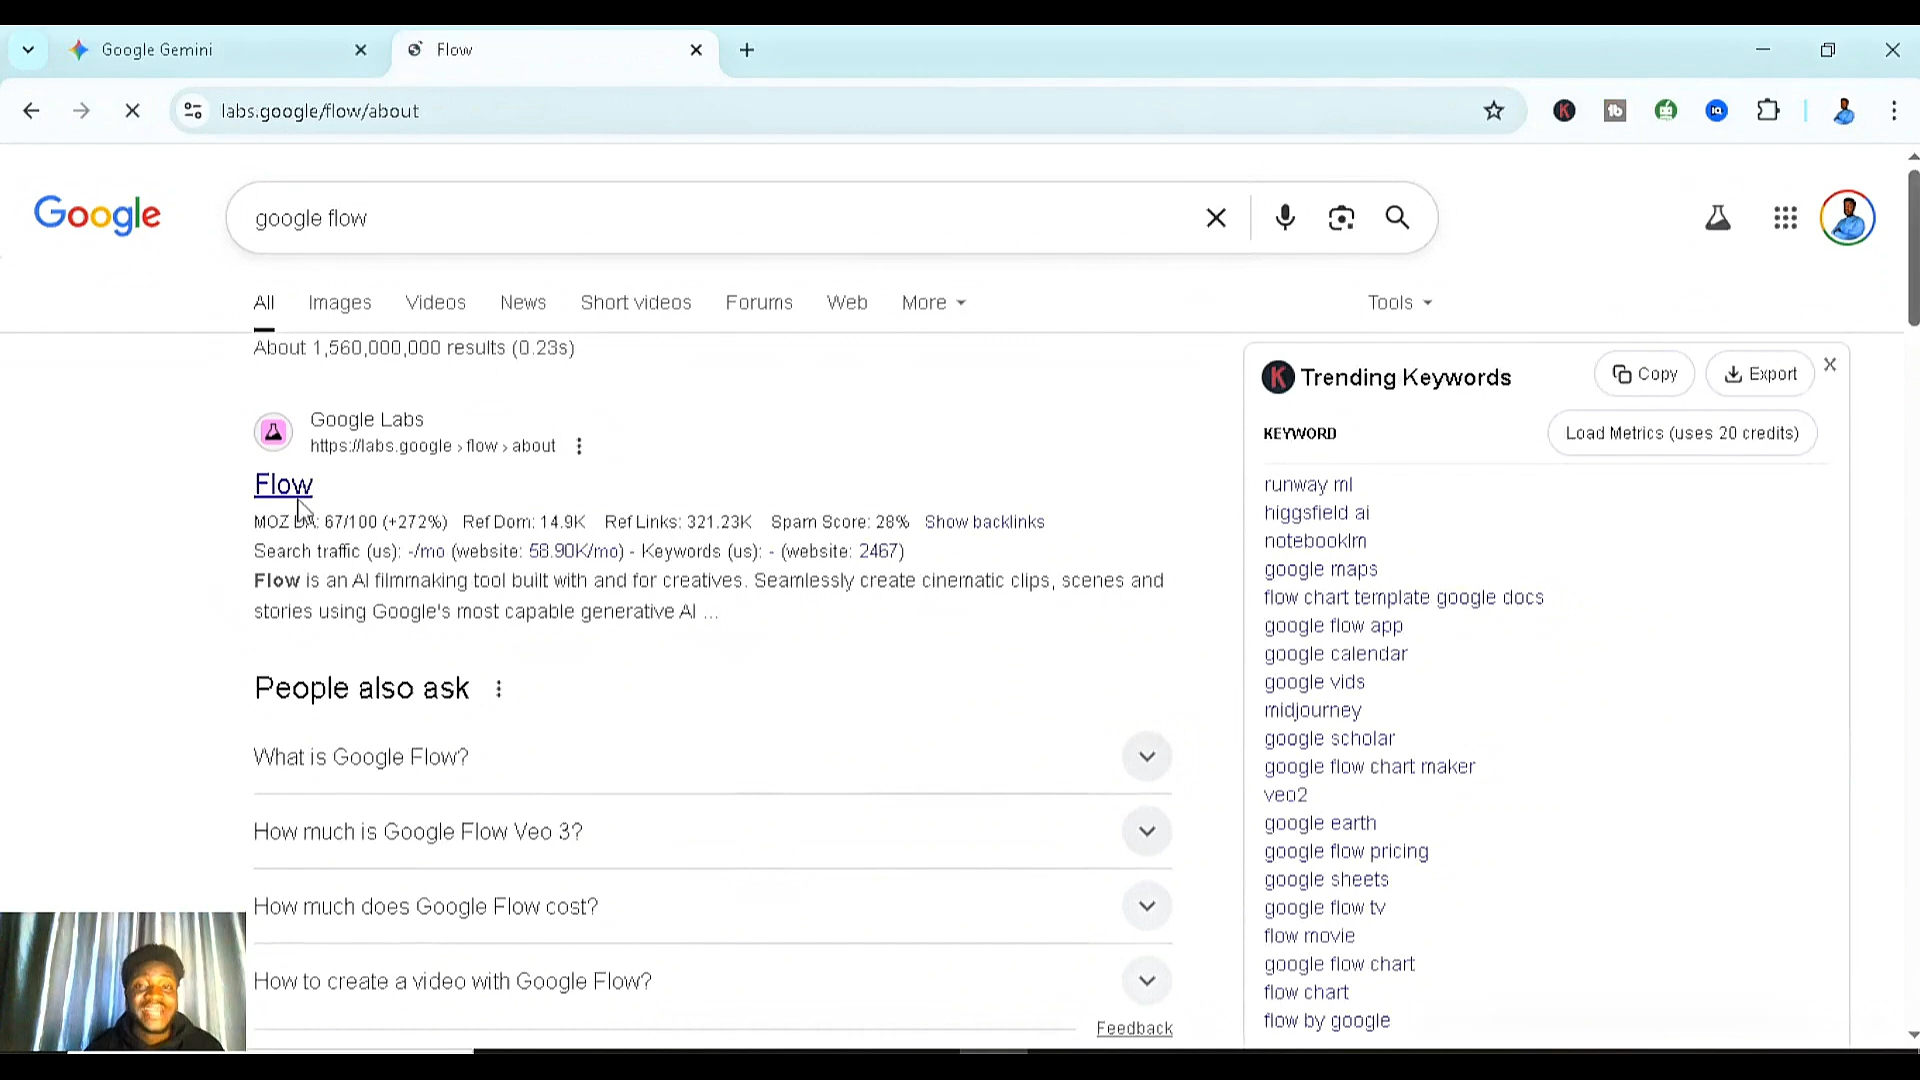 Google Gemini
Flow
labs.google/flow/about
K
tb
IQ
Google
google flow
All
Images
Videos
News
Short videos
Forums
Web
More
Tools
About 1,560,000,000 results (0.23s)
Google Labs
https://labs.google › flow › about
Flow
MOZ DA: 67/100 (+272%) Ref Dom: 14.9K Ref Links: 321.23K Spam Score: 28% Show backlinks
Search traffic (us): -/mo (website: 58.90K/mo) - Keywords (us): - (website: 2467)
Flow is an AI filmmaking tool built with and for creatives. Seamlessly create cinematic clips, scenes and
stories using Google's most capable generative AI ...
People also ask
What is Google Flow?
How much is Google Flow Veo 3?
How much does Google Flow cost?
How to create a video with Google Flow?
Feedback
K Trending Keywords
Copy
Export
KEYWORD
Load Metrics (uses 20 credits)
runway ml
higgsfield ai
notebooklm
google maps
flow chart template google docs
google flow app
google calendar
google vids
midjourney
google scholar
google flow chart maker
veo2
google earth
google flow pricing
google sheets
google flow tv
flow movie
google flow chart
flow chart
flow by google